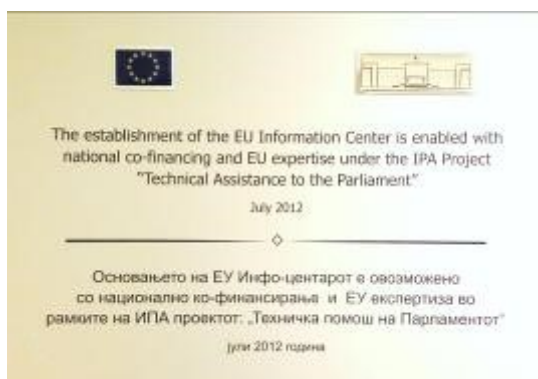 The establishment of the EU Information Center is enabled with
national co-financing and EU expertise under the IPA Project
"Technical Assistance to the Parliament"
July 2012
Основањето на ЕУ Инфо-центарот е овозможено
со национално ко-финансирање и ЕУ експертиза во
рамките на ИПА проектот: „Техничка помош на Парламентот“
јули 2012 година